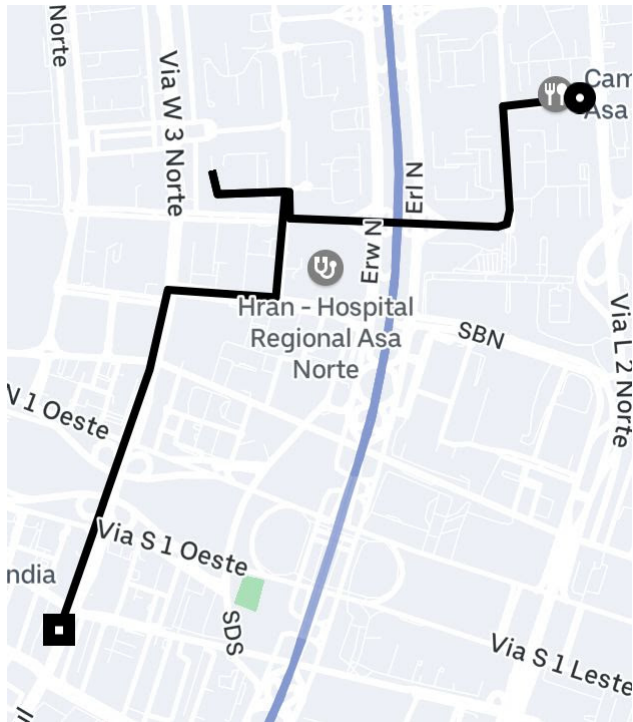 Norte
Via W 3 Norte
Cam
Asa
Erl N
Erw N
Hran - Hospital
Regional Asa
Norte
SBN
Via L 2 Norte
N 1 Oeste
Via S 1 Oeste
ndia
SDS
Via S 1 Leste